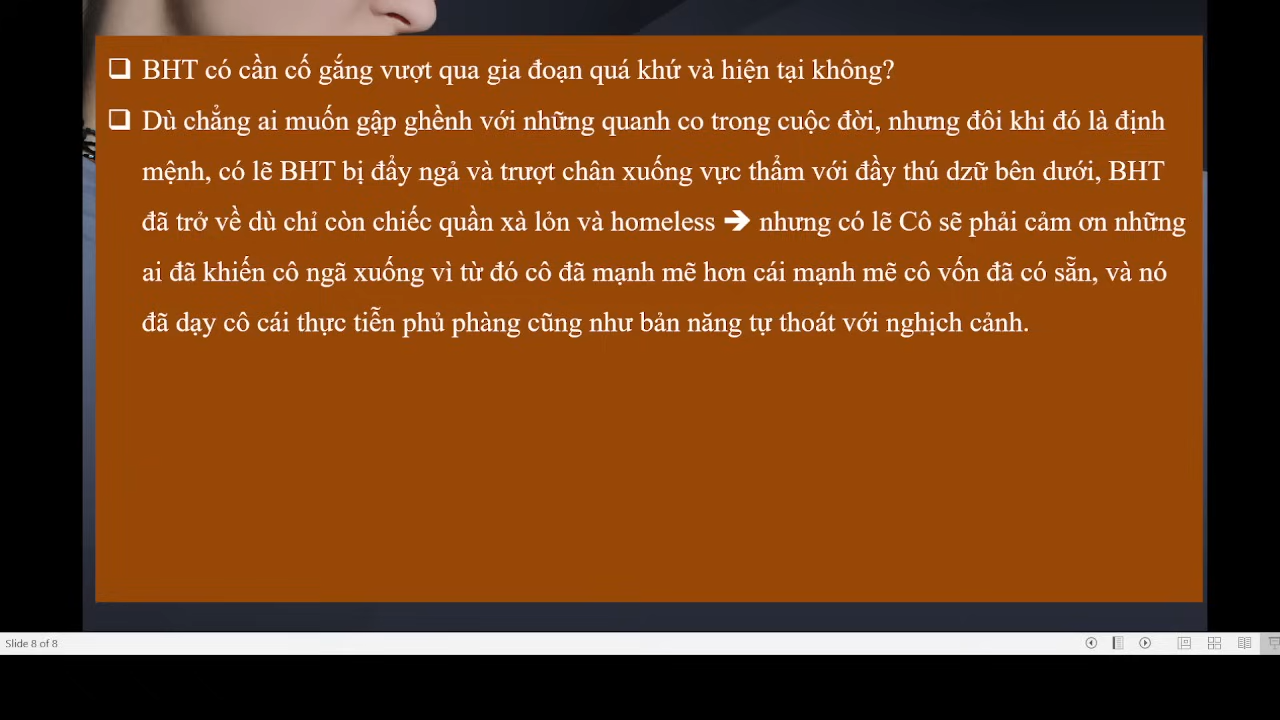 BHT có cần cố gắng vượt qua gia đoạn quá khứ và hiện tại không?
Dù chẳng ai muốn gập ghềnh với những quanh co trong cuộc đời, nhưng đôi khi đó là định
mệnh, có lẽ BHT bị đẩy ngả và trượt chân xuống vực thẩm với đầy thú dzữ bên dưới, BHT
đã trở về dù chỉ còn chiếc quần xà lỏn và homeless ➔ nhưng có lẽ Cô sẽ phải cảm ơn những
ai đã khiến cô ngã xuống vì từ đó cô đã mạnh mẽ hơn cái mạnh mẽ cô vốn đã có sẵn, và nó
đã dạy cô cái thực tiễn phủ phàng cũng như bản năng tự thoát với nghịch cảnh.
Slide 8 of 8